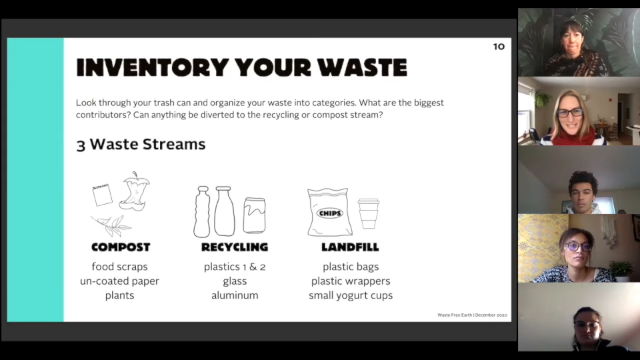 10
INVENTORY YOUR WASTE
Look through your trash can and organize your waste into categories. What are the biggest
contributors? Can anything be diverted to the recycling or compost stream?
3 Waste Streams
CHIPS
COMPOST
food scraps
un-coated paper
plants
RECYCLING
plastics 1 & 2
glass
aluminum
LANDFILL
plastic bags
plastic wrappers
small yogurt cups
Waste Free Earth | December 2020